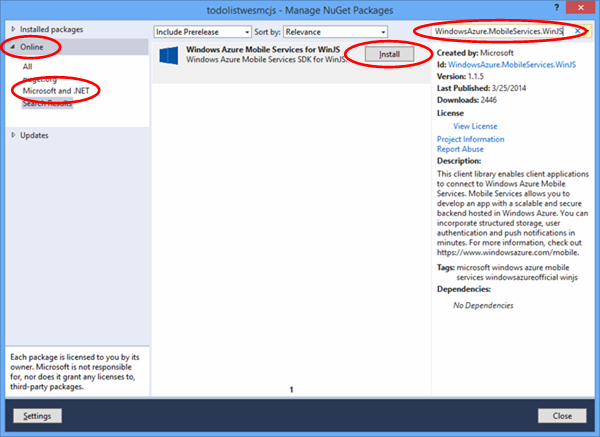 todolistwesmcjs - Manage NuGet Packages
Installed packages
Online
All
nuget.org
Microsoft and .NET
Search Results
Updates
Each package is licensed to you by its
owner. Microsoft is not responsible
for, nor does it grant any licenses to,
third-party packages.
Include Prerelease
Sort by: Relevance
Windows Azure Mobile Services for WinJS
Windows Azure Mobile Services SDK for WinJS.
Install
1
WindowsAzure.MobileServices.WinJS
Created by: Microsoft
Id: WindowsAzure.MobileServices.WinJS
Version: 1.1.5
Last Published: 3/25/2014
Downloads: 2446
License
View License
Project Information
Report Abuse
Description:
This client library enables client applications
to connect to Windows Azure Mobile
Services. Mobile Services allows you to
develop an app with a scalable and secure
backend hosted in Windows Azure. You can
incorporate structured storage, user
authentication and push notifications in
minutes. For more information, check out
https://www.windowsazure.com/mobile.
Tags: microsoft windows azure mobile
services windowsazureofficial winjs
Dependencies:
No Dependencies
Settings
Close